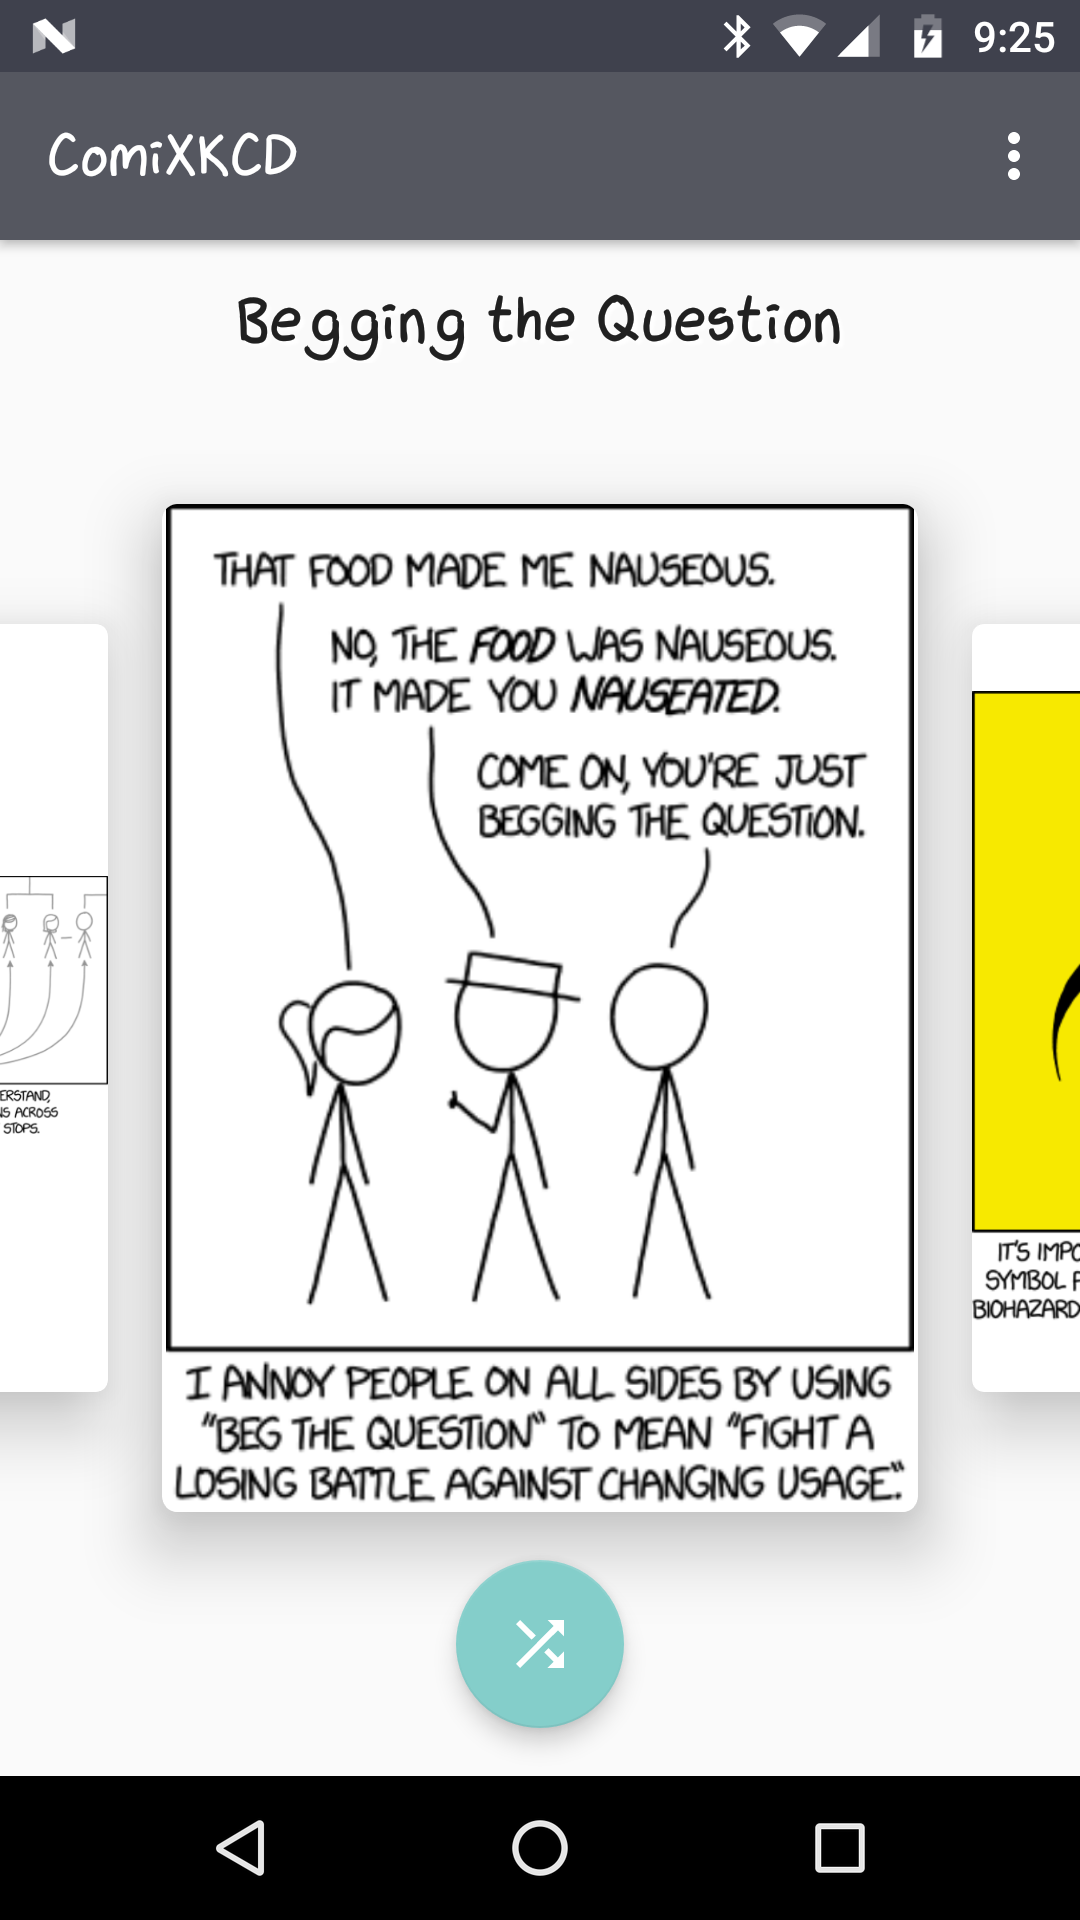 9:25
ComiXKCD
Begging the Question
THAT FOOD MADE ME NAUSEOUS.
NO, THE FOOD WAS NAUSEOUS.
IT MADE YOU NAUSEATED.
COME ON, YOU'RE JUST
BEGGING THE QUESTION.
I ANNOY PEOPLE ON ALL SIDES BY USING
"BEG THE QUESTION" TO MEAN "FIGHT A
LOSING BATTLE AGAINST CHANGING USAGE."
ERSTAND,
NS ACROSS
STOPS.
IT'S IMPO
SYMBOL F
BIOHAZARD